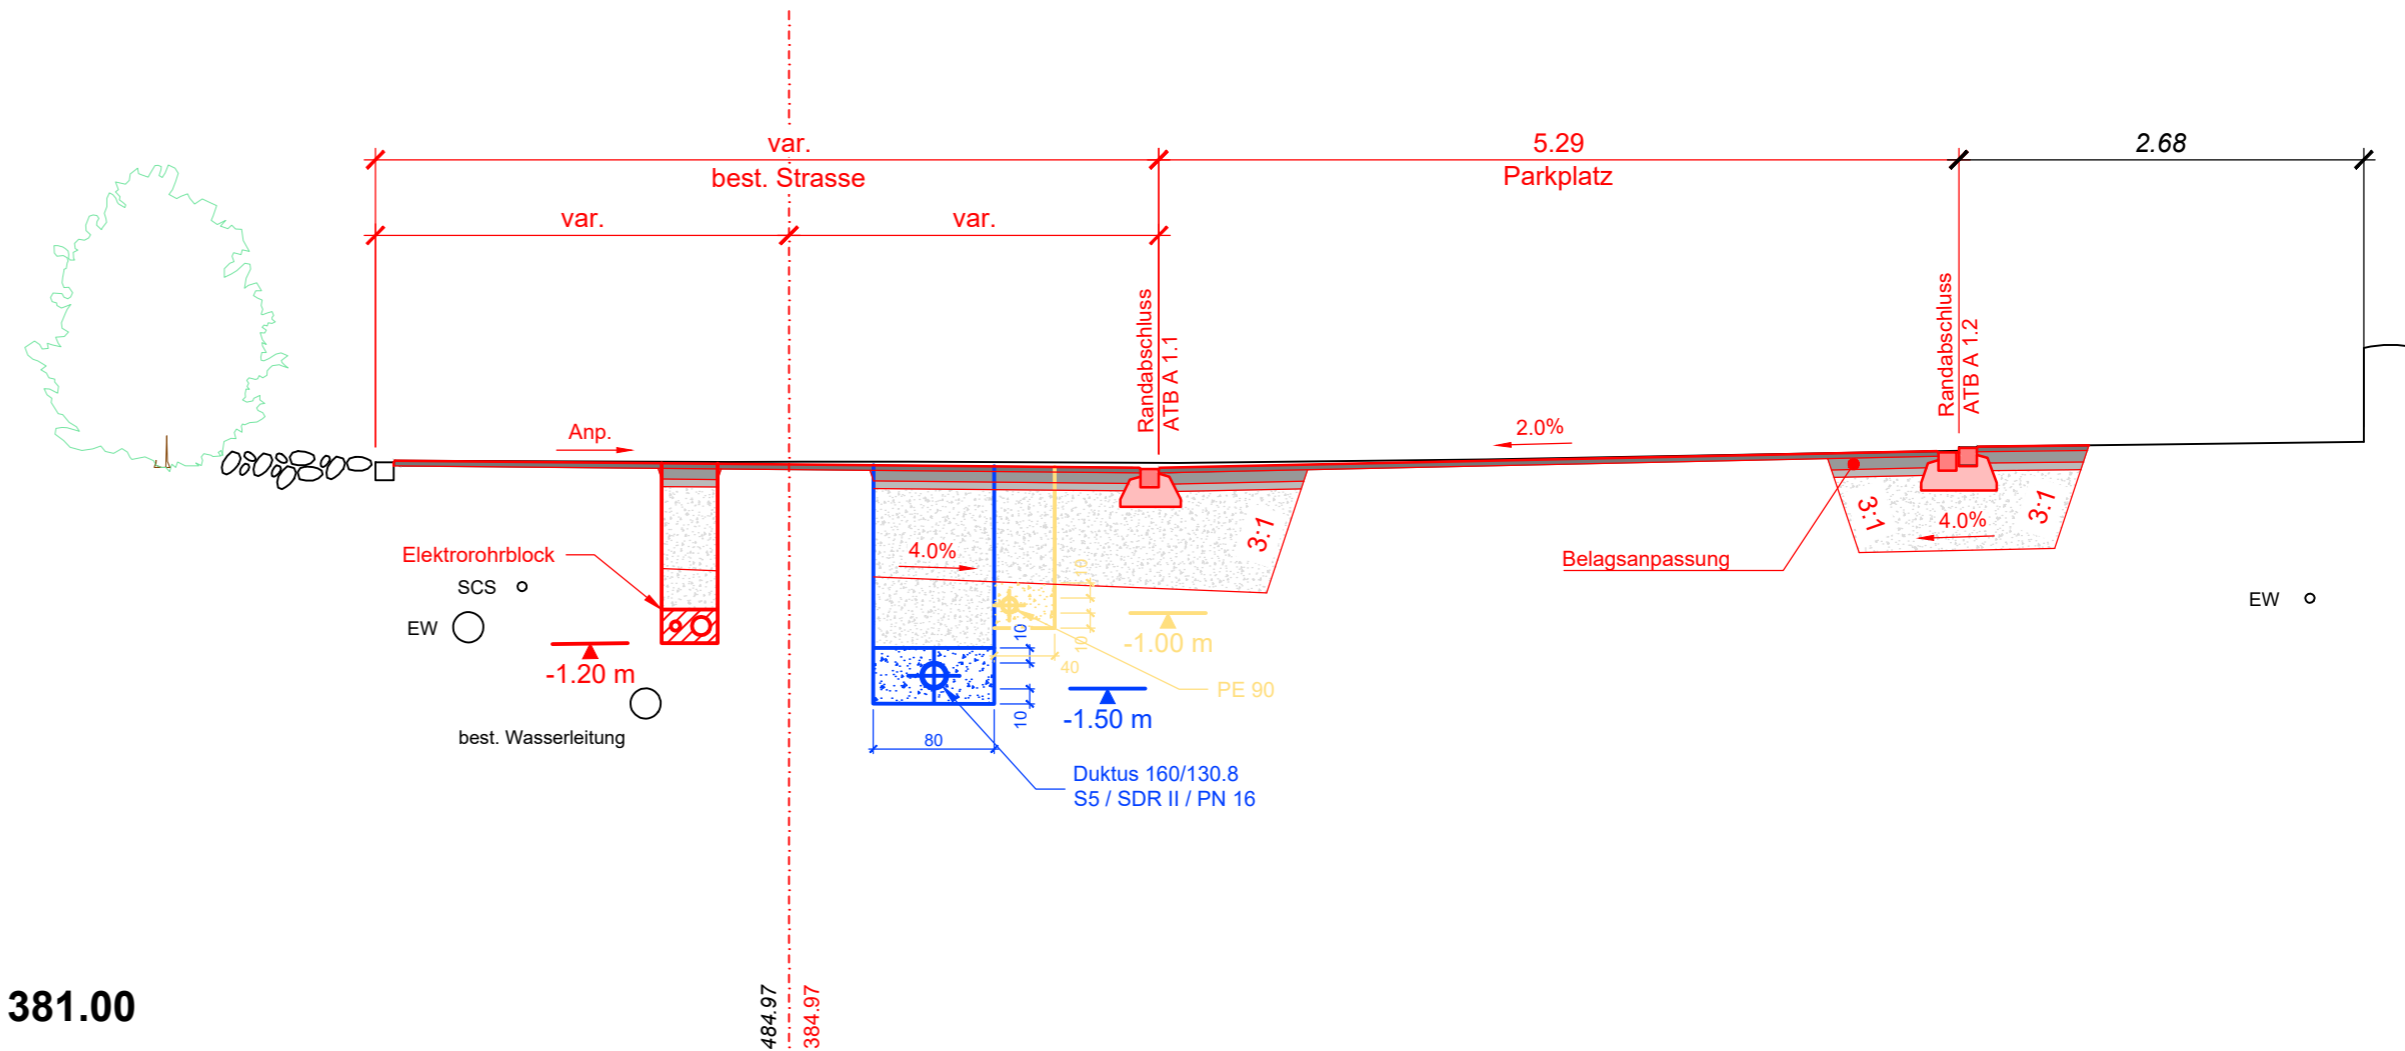 var.
5.29
2.68
best. Strasse
Parkplatz
var.
var.
Randabschluss
ATB A 1.1
Randabschluss
ATB A 1.2
Anp.
2.0%
3:1
3:1
3:1
4.0%
4.0%
Elektrorohrblock
Belagsanpassung
SCS
EW
EW
10
10
40
-1.00 m
-1.20 m
10
10
PE 90
-1.50 m
80
best. Wasserleitung
Duktus 160/130.8
S5 / SDR II / PN 16
381.00
484.97
384.97